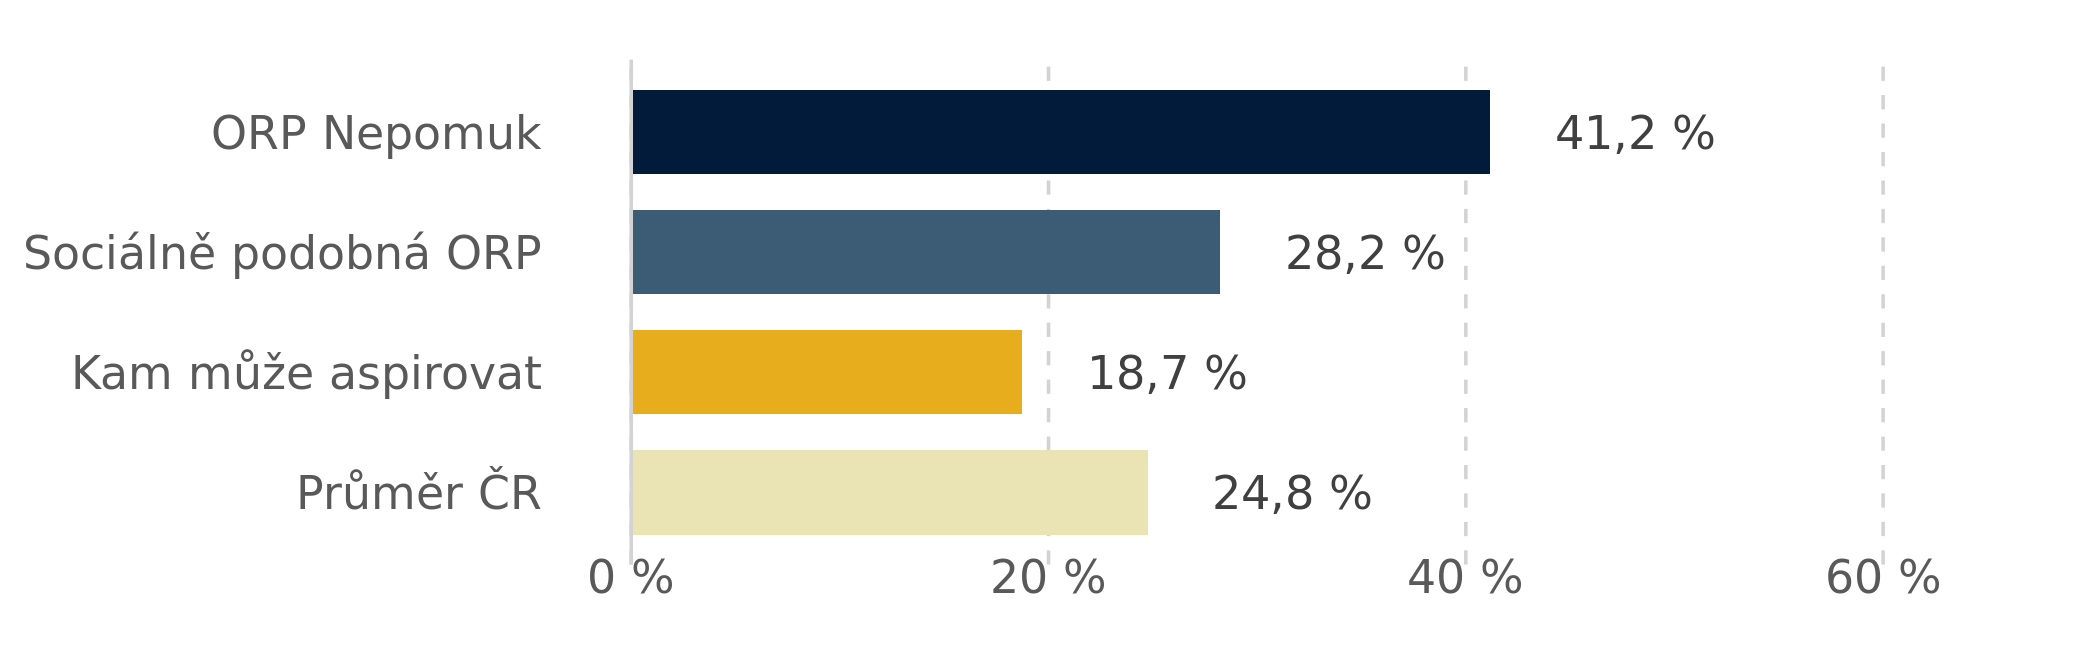 ORP Nepomuk 41,2 %
Sociálně podobná ORP 28,2 %
Kam může aspirovat 18,7 %
Průměr ČR 24,8 %
0 % 20 % 40 % 60 %